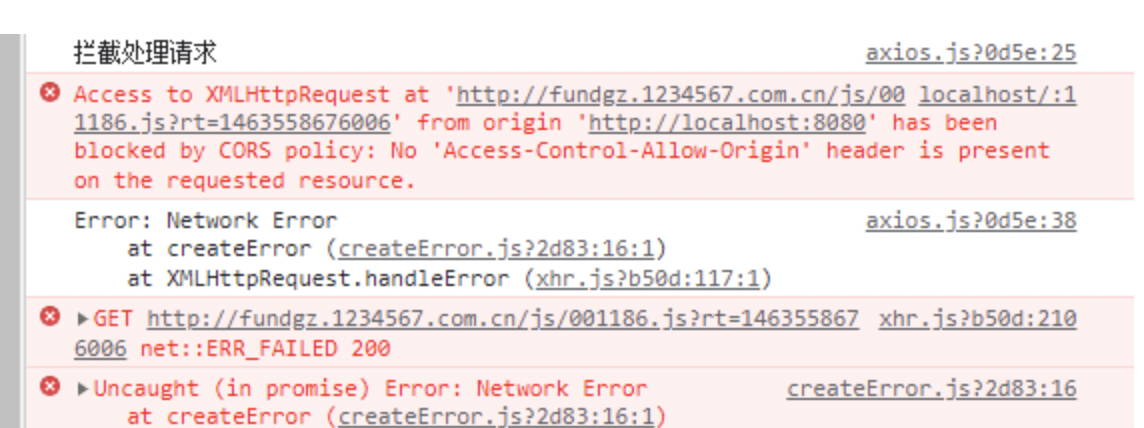 拦截处理请求 axios.js?0d5e:25
Access to XMLHttpRequest at 'http://fundgz.1234567.com.cn/js/00 localhost/:1
1186.js?rt=1463558676006' from origin 'http://localhost:8080' has been
blocked by CORS policy: No 'Access-Control-Allow-Origin' header is present
on the requested resource.
Error: Network Error axios.js?0d5e:38
at createError (createError.js?2d83:16:1)
at XMLHttpRequest.handleError (xhr.js?b50d:117:1)
GET http://fundgz.1234567.com.cn/js/001186.js?rt=146355867 xhr.js?b50d:210
6006 net::ERR_FAILED 200
Uncaught (in promise) Error: Network Error createError.js?2d83:16
at createError (createError.js?2d83:16:1)